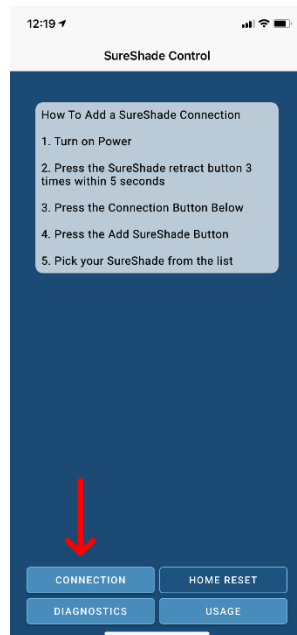 12:19
SureShade Control
How To Add a SureShade Connection
1. Turn on Power
2. Press the SureShade retract button 3
times within 5 seconds
3. Press the Connection Button Below
4. Press the Add SureShade Button
5. Pick your SureShade from the list
CONNECTION
HOME RESET
DIAGNOSTICS
USAGE